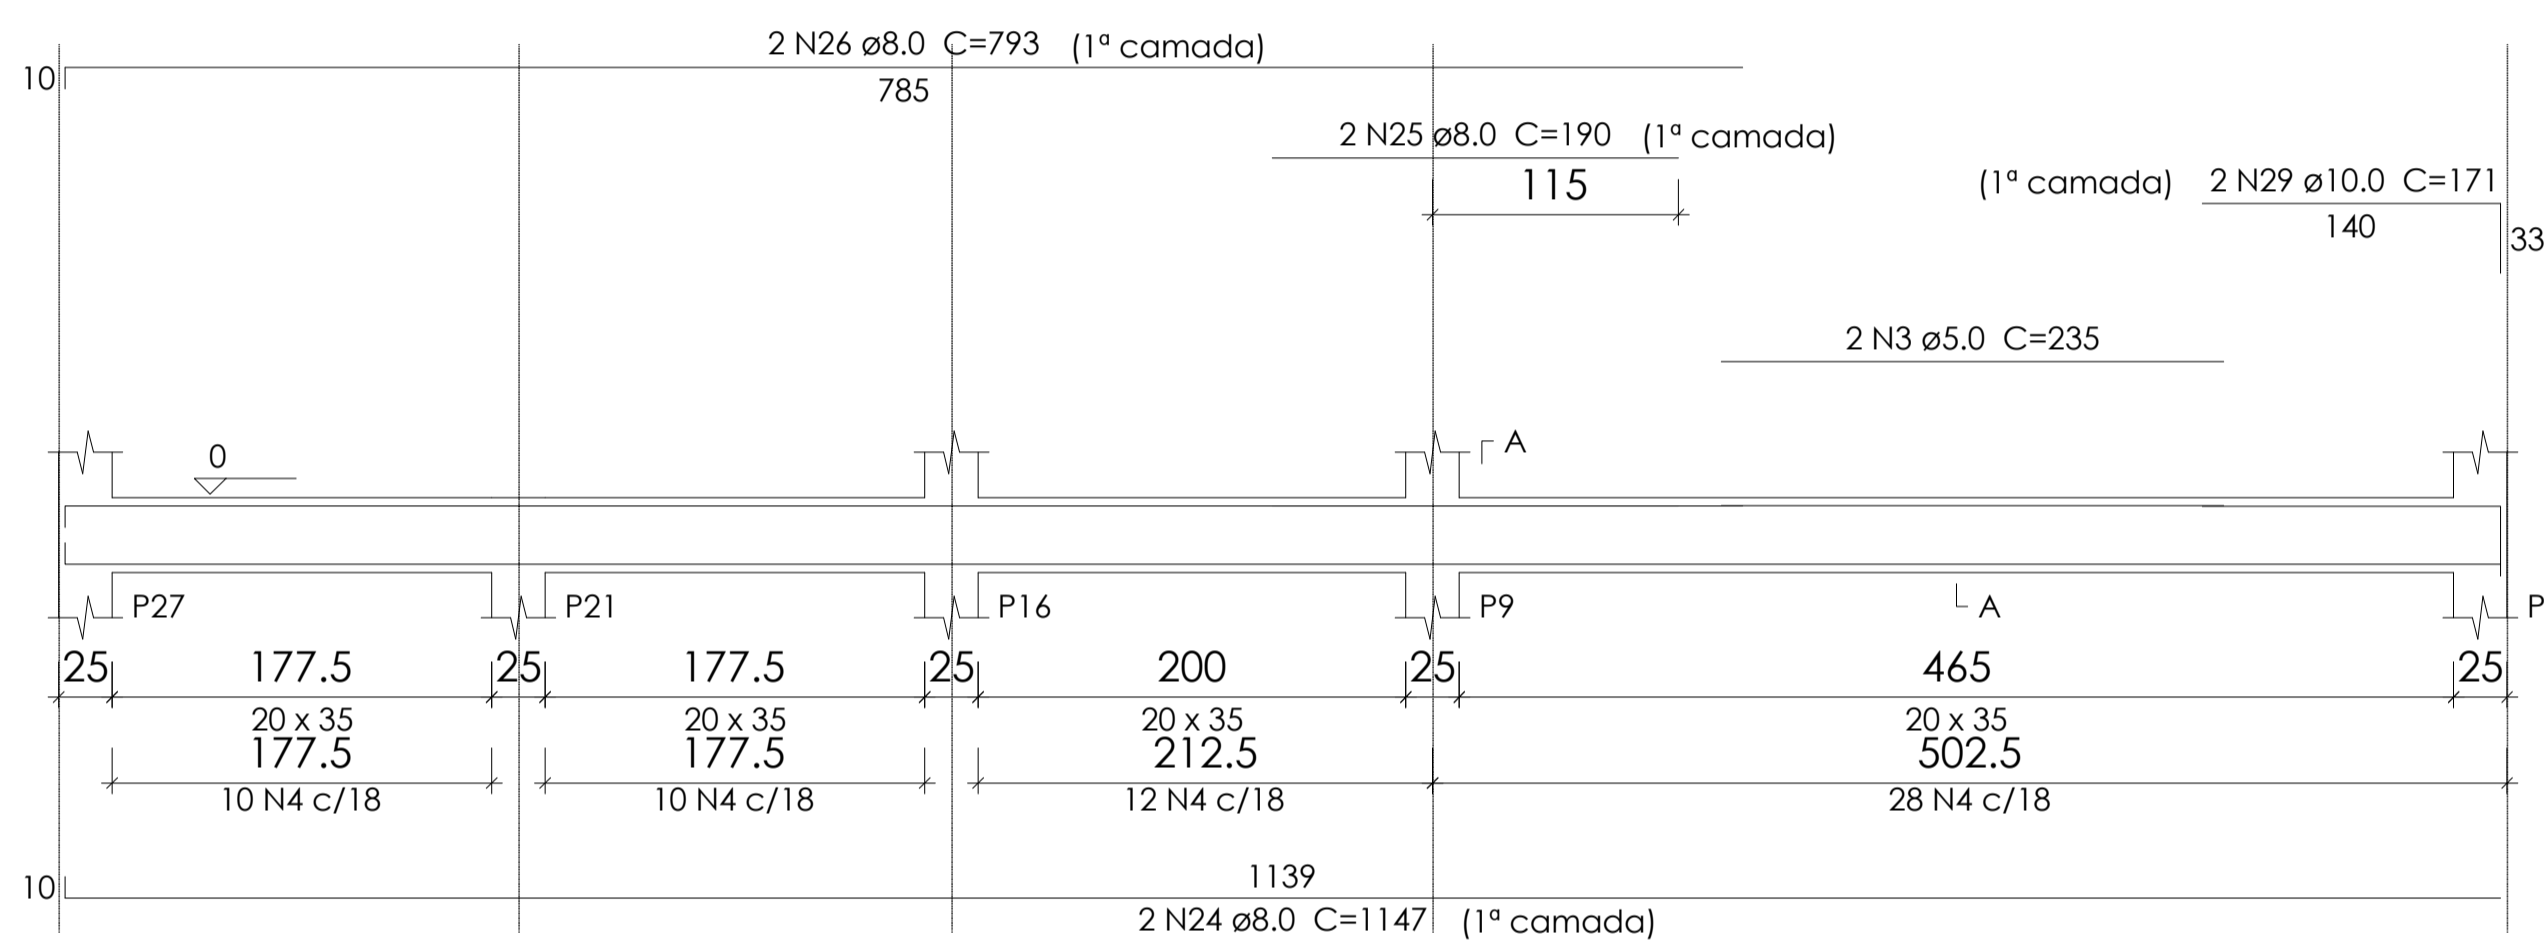 2 N26 ø8.0 C=793 (1ª camada)
10
785
2 N25 ø8.0 C=190 (1ª camada)
115
(1ª camada) 2 N29 ø10.0 C=171
140
33
2 N3 ø5.0 C=235
A
0
P27 P21 P16 P9 A P
25 177.5 25 177.5 25 200 25 465 25
20 x 35 20 x 35 20 x 35 20 x 35
177.5 177.5 212.5 502.5
10 N4 c/18 10 N4 c/18 12 N4 c/18 28 N4 c/18
1139
10
2 N24 ø8.0 C=1147 (1ª camada)